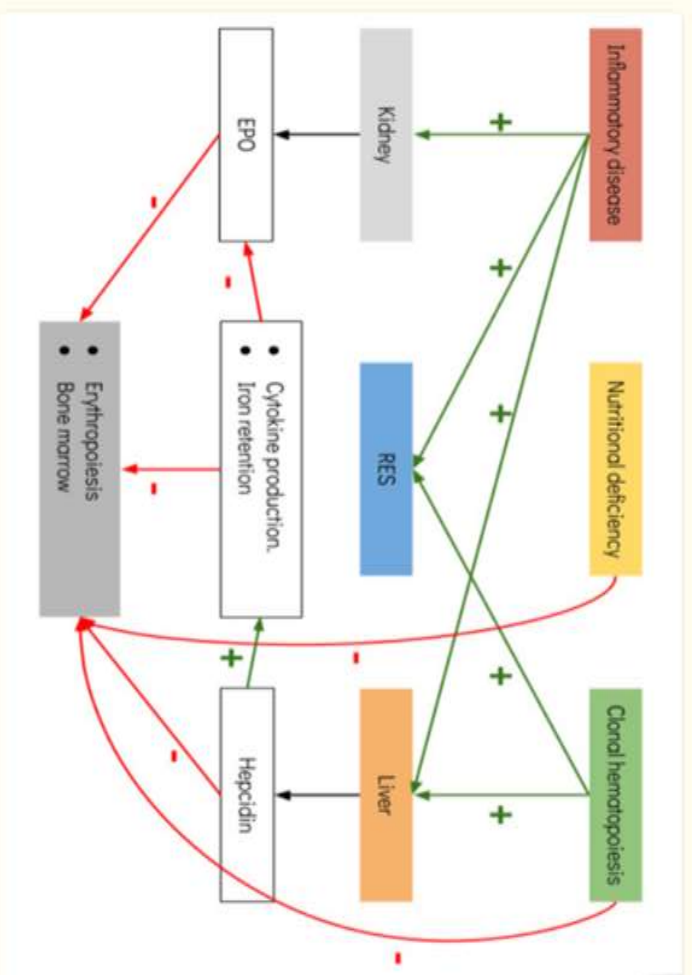 Inflammatory disease
Nutritional deficiency
Clonal hematopoiesis
+
+
+
+
+
Kidney
RES
Liver
-
EPO
• Cytokine production.
• Iron retention
Hepcidin
-
+
-
-
-
-
• Erythropoiesis
• Bone marrow